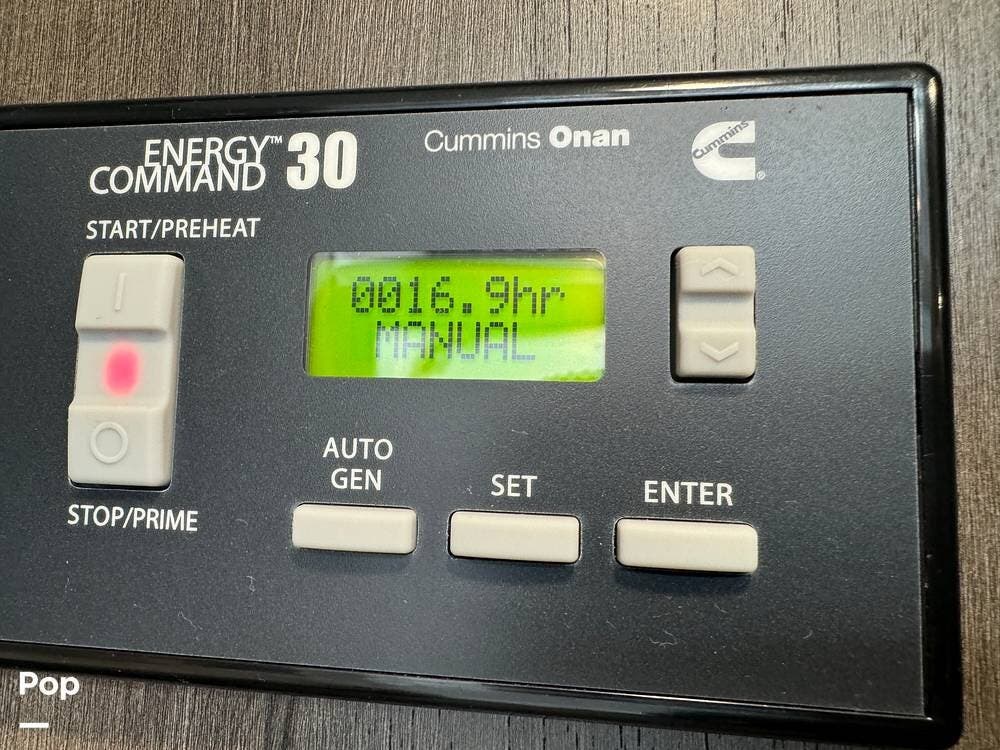 ENERGY™
COMMAND 30
Cummins Onan
Cummins ®
START/PREHEAT
0016.9hr
MANUAL
AUTO
GEN
SET
ENTER
STOP/PRIME
Pop